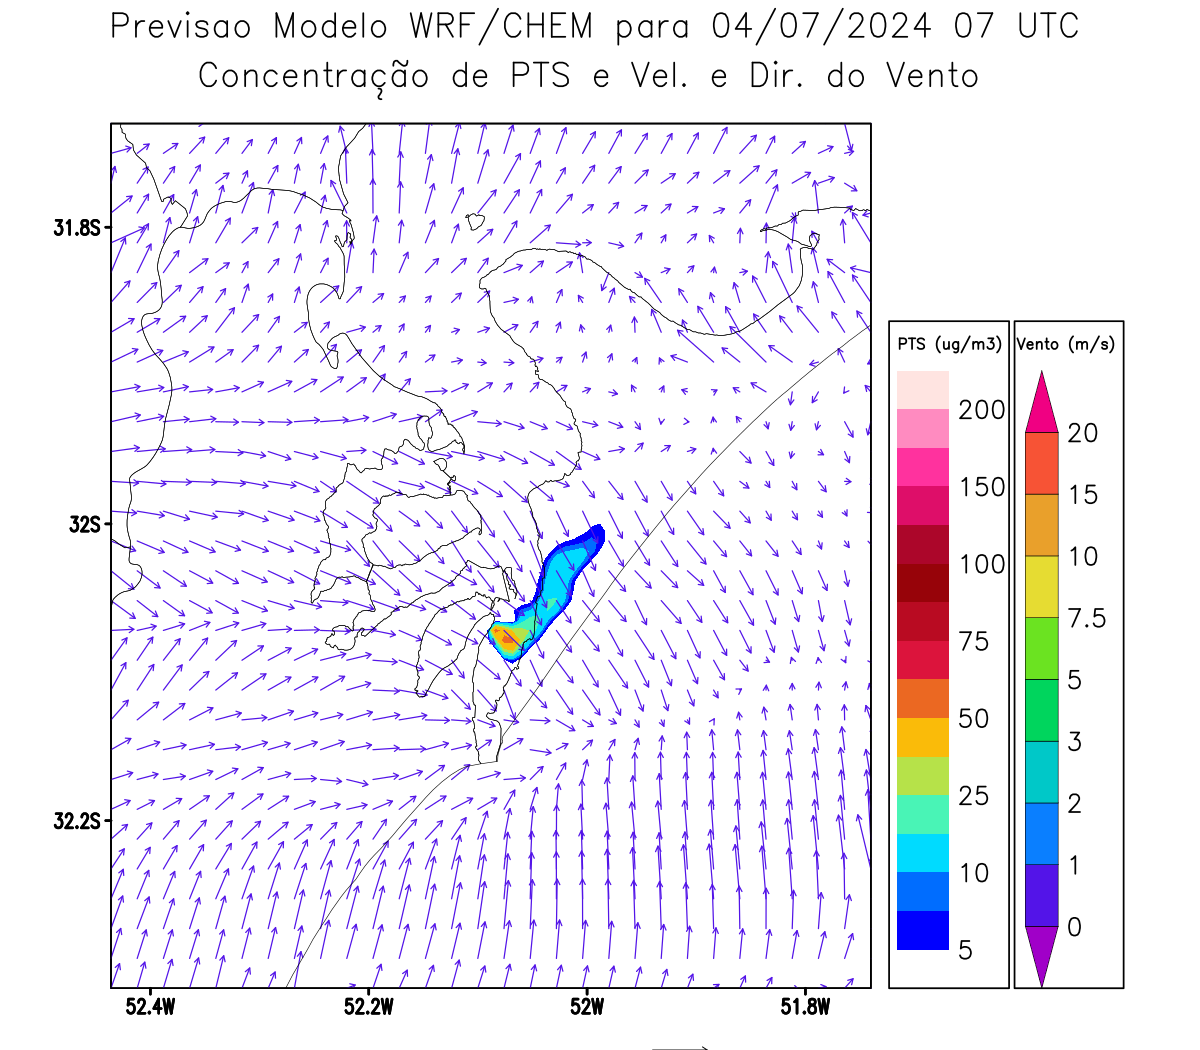 Previsao Modelo WRF/CHEM para 04/07/2024 07 UTC
Concentração de PTS e Vel. e Dir. do Vento
31.8S
32S
32.2S
52.4W 52.2W 52W 51.8W
PTS (ug/m3)
200
150
100
75
50
25
10
5
Vento (m/s)
20
15
10
7.5
5
3
2
1
0